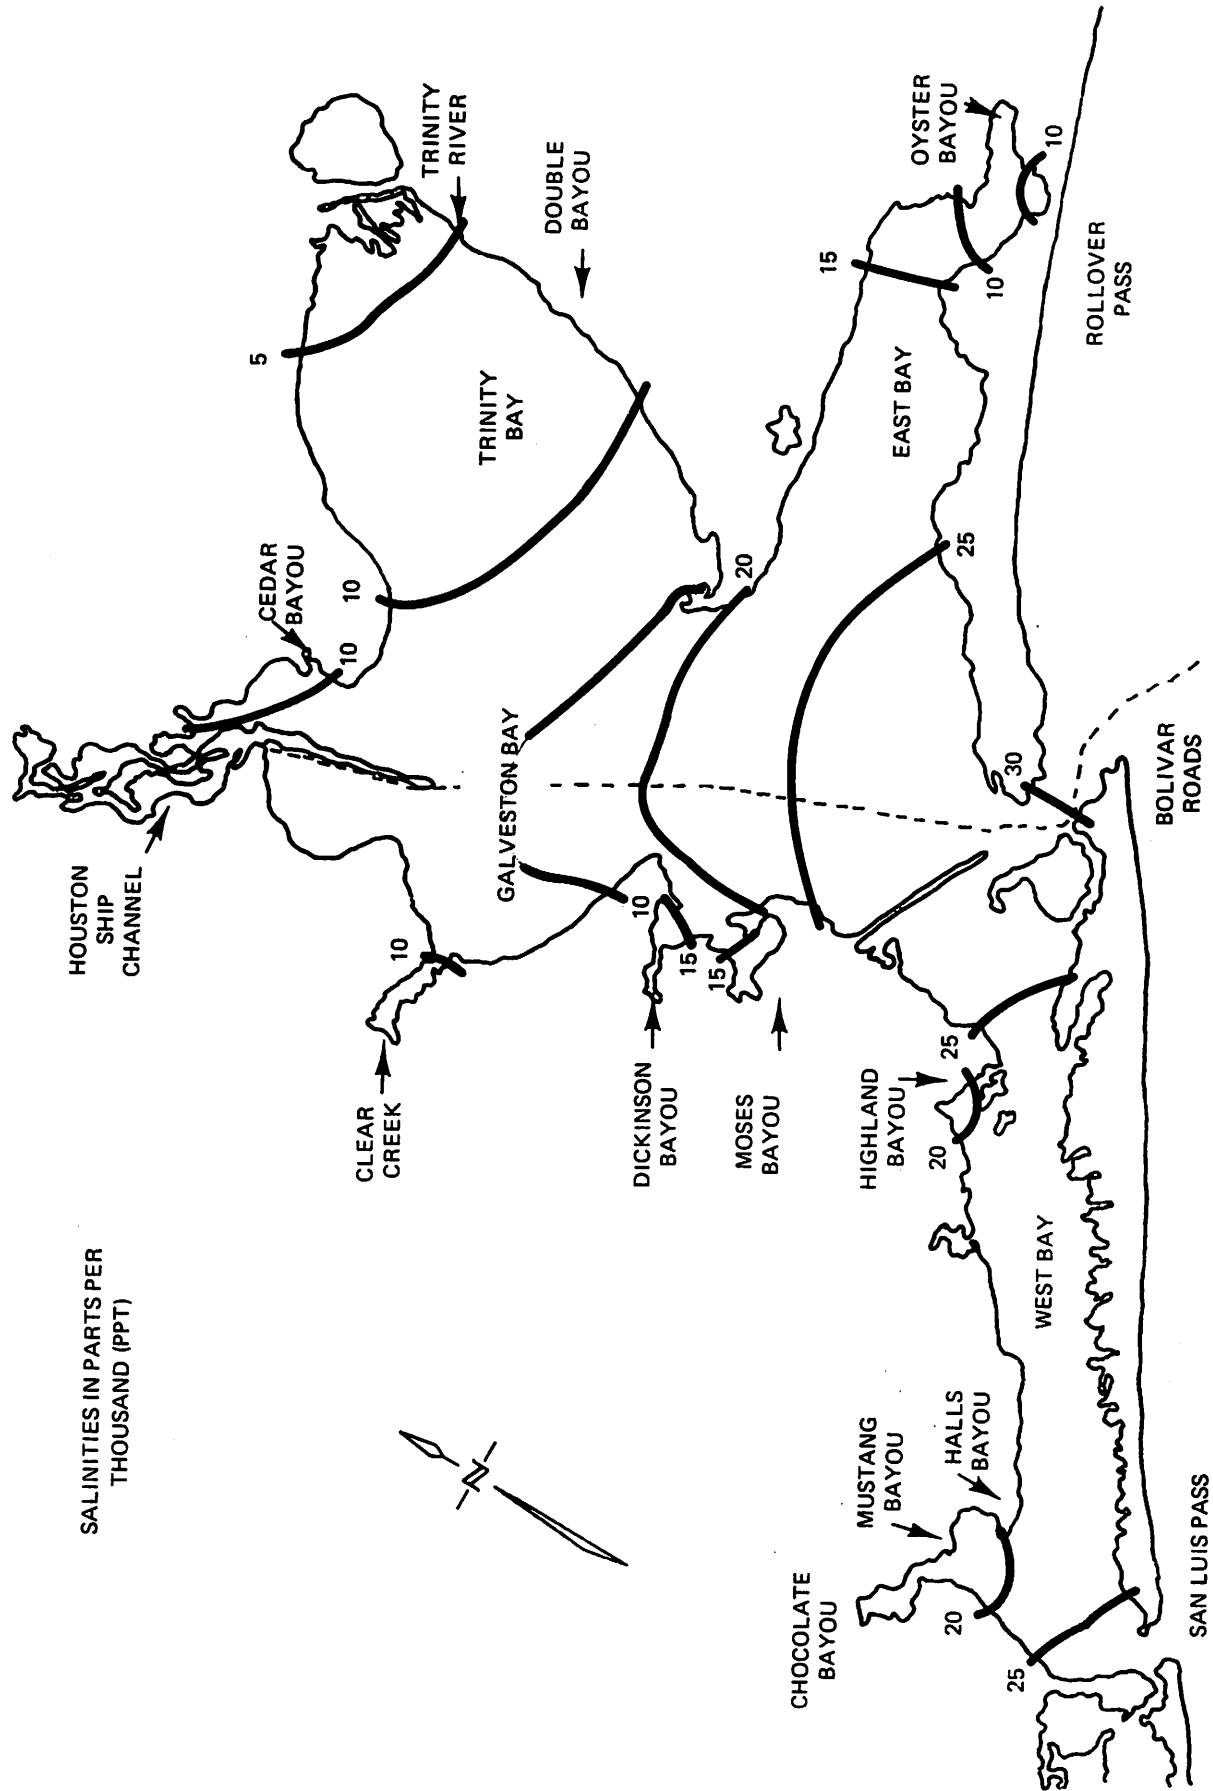 SALINITIES IN PARTS PER
THOUSAND (PPT)
N
HOUSTON
SHIP
CHANNEL
CEDAR
BAYOU
10
10
5
TRINITY
RIVER
DOUBLE
BAYOU
TRINITY
BAY
CLEAR
CREEK
10
GALVESTON BAY
10
20
DICKINSON
BAYOU
15
15
MOSES
BAYOU
15
OYSTER
BAYOU
10
10
EAST BAY
25
ROLLOVER
PASS
30
BOLIVAR
ROADS
25
HIGHLAND
BAYOU
20
WEST BAY
MUSTANG
BAYOU
HALLS
BAYOU
CHOCOLATE
BAYOU
20
25
SAN LUIS PASS